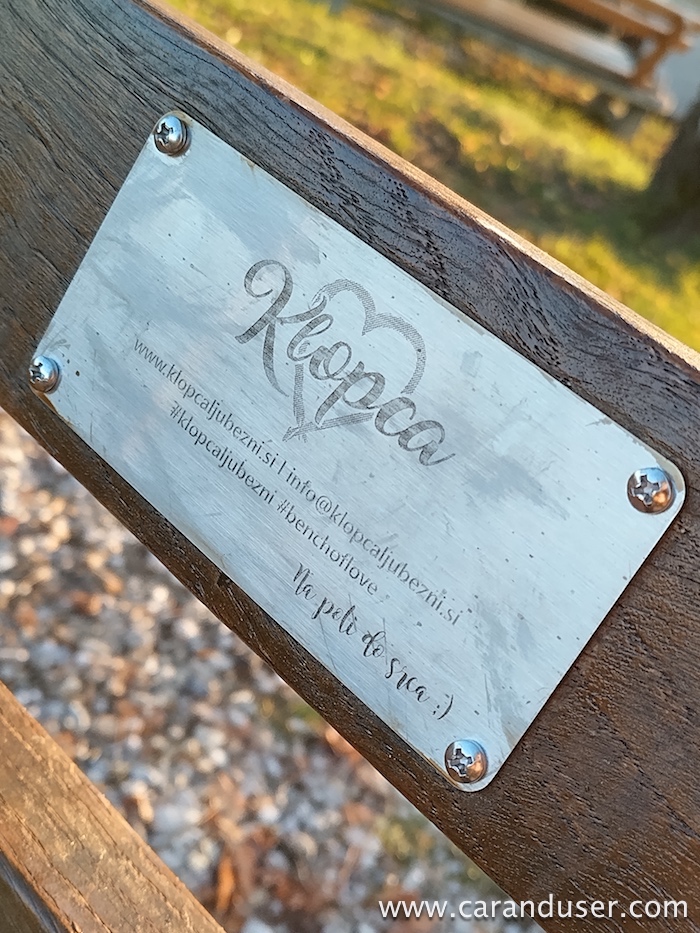 Klopca
www.klopcaljubezni.si | info@klopcaljubezni.si
#klopcaljubezni #benchoflove
Na poti do srca :)
www.caranduser.com